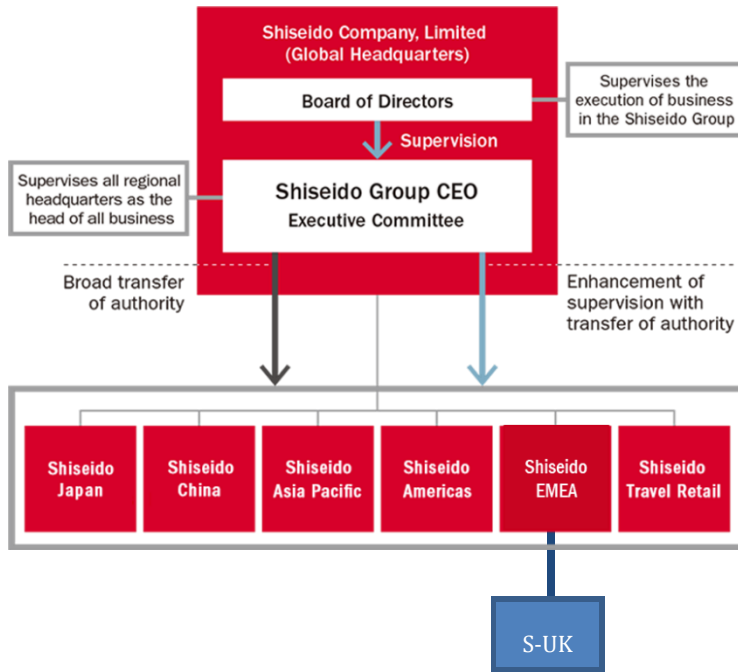 Shiseido Company, Limited
(Global Headquarters)
Board of Directors
Supervises the
execution of business
in the Shiseido Group
Supervision
Supervises all regional
headquarters as the
head of all business
Shiseido Group CEO
Executive Committee
Broad transfer
of authority
Enhancement of
supervision with
transfer of authority
Shiseido
Japan
Shiseido
China
Shiseido
Asia Pacific
Shiseido
Americas
Shiseido
EMEA
Shiseido
Travel Retail
S-UK